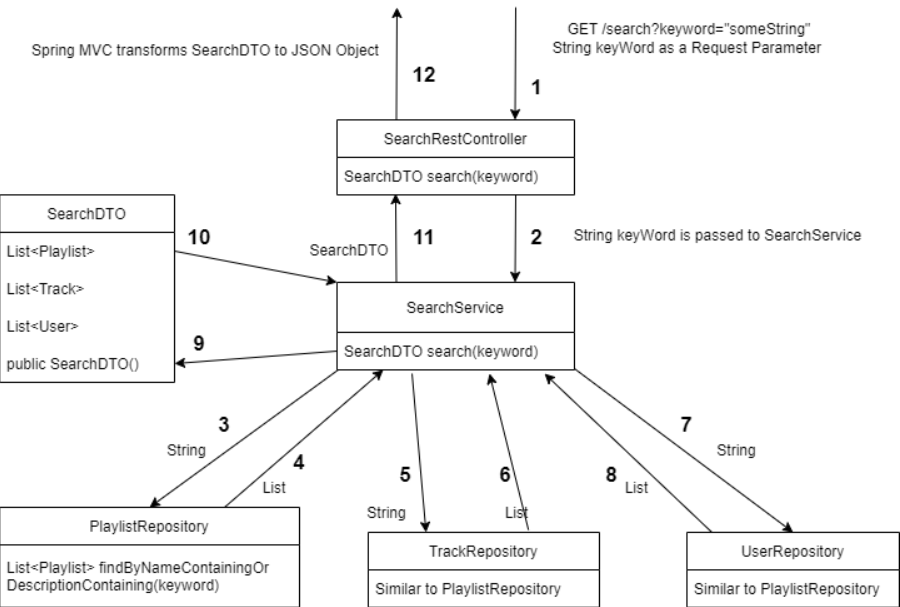 GET /search?keyword="someString"
Spring MVC transforms SearchDTO to JSON Object
String keyWord as a Request Parameter
12
1
SearchRestController
SearchDTO search(keyword)
SearchDTO
10
11
2
String keyWord is passed to SearchService
List<Playlist>
SearchDTO
List<Track>
SearchService
List<User>
9
SearchDTO search(keyword)
public SearchDTO()
3
7
String
4
String
5
6
8
List
List
String
List
PlaylistRepository
TrackRepository
UserRepository
List<Playlist> findByNameContainingOr
DescriptionContaining(keyword)
Similar to PlaylistRepository
Similar to PlaylistRepository